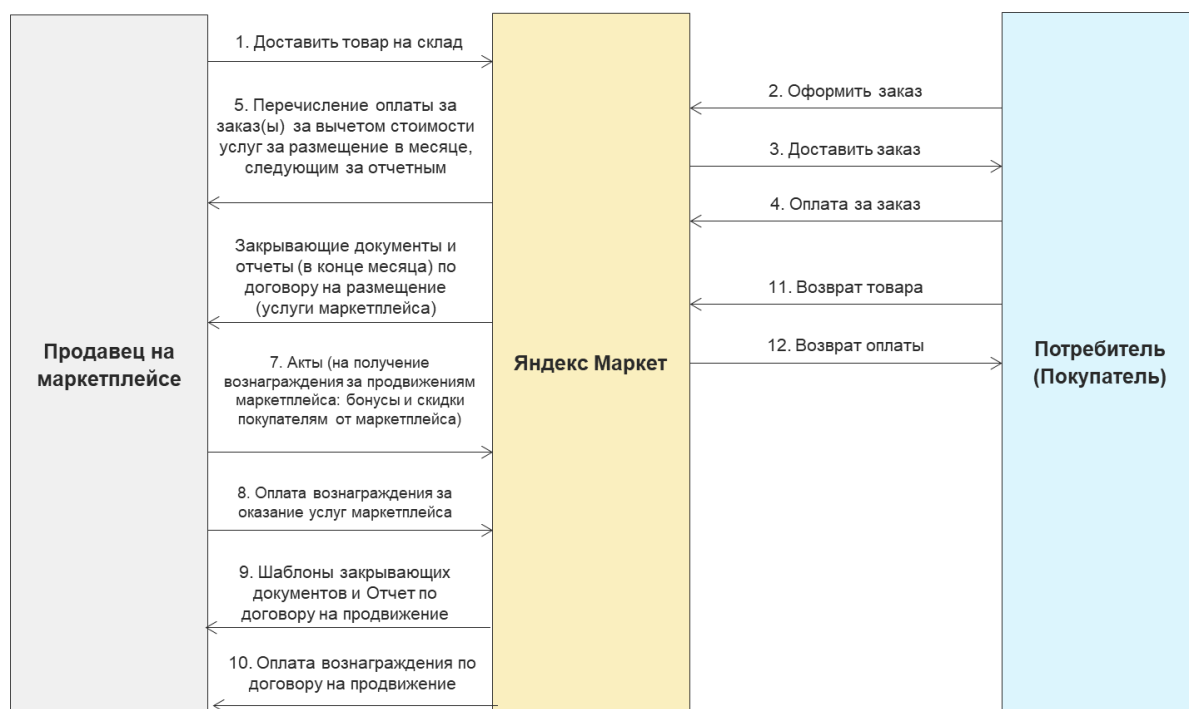 1. Доставить товар на склад
5. Перечисление оплаты за
заказ(ы) за вычетом стоимости
услуг за размещение в месяце,
следующим за отчетным
Закрывающие документы и
отчеты (в конце месяца) по
договору на размещение
(услуги маркетплейса)
7. Акты (на получение
вознаграждения за продвижениям
маркетплейса: бонусы и скидки
покупателям от маркетплейса)
8. Оплата вознаграждения за
оказание услуг маркетплейса
9. Шаблоны закрывающих
документов и Отчет по
договору на продвижение
10. Оплата вознаграждения по
договору на продвижение
2. Оформить заказ
3. Доставить заказ
4. Оплата за заказ
11. Возврат товара
12. Возврат оплаты
Продавец на
маркетплейсе
Яндекс Маркет
Потребитель
(Покупатель)